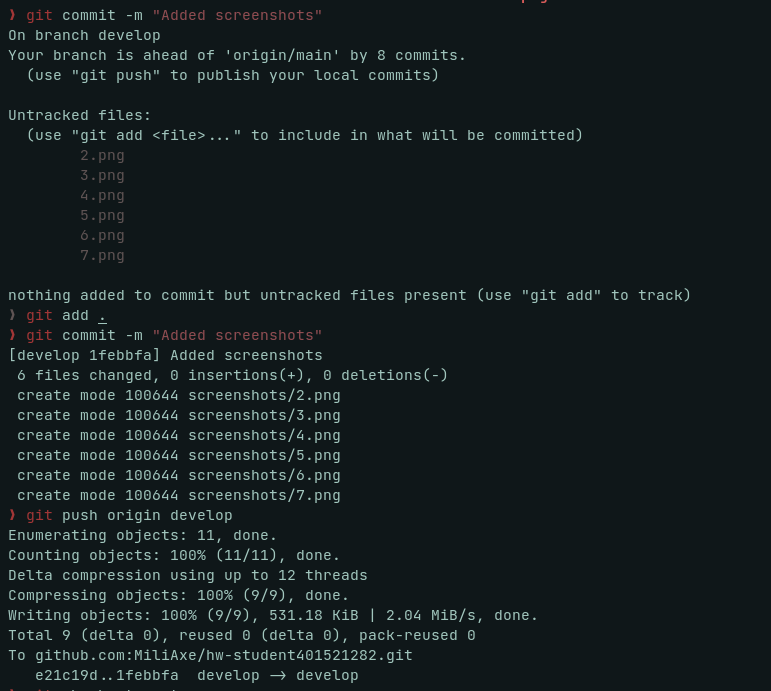 ❯ git commit -m "Added screenshots"
On branch develop
Your branch is ahead of 'origin/main' by 8 commits.
  (use "git push" to publish your local commits)

Untracked files:
  (use "git add <file>..." to include in what will be committed)
        2.png
        3.png
        4.png
        5.png
        6.png
        7.png

nothing added to commit but untracked files present (use "git add" to track)
❯ git add .
❯ git commit -m "Added screenshots"
[develop 1febbfa] Added screenshots
 6 files changed, 0 insertions(+), 0 deletions(-)
 create mode 100644 screenshots/2.png
 create mode 100644 screenshots/3.png
 create mode 100644 screenshots/4.png
 create mode 100644 screenshots/5.png
 create mode 100644 screenshots/6.png
 create mode 100644 screenshots/7.png
❯ git push origin develop
Enumerating objects: 11, done.
Counting objects: 100% (11/11), done.
Delta compression using up to 12 threads
Compressing objects: 100% (9/9), done.
Writing objects: 100% (9/9), 531.18 KiB | 2.04 MiB/s, done.
Total 9 (delta 0), reused 0 (delta 0), pack-reused 0
To github.com:MiliAxe/hw-student401521282.git
   e21c19d..1febbfa  develop -> develop